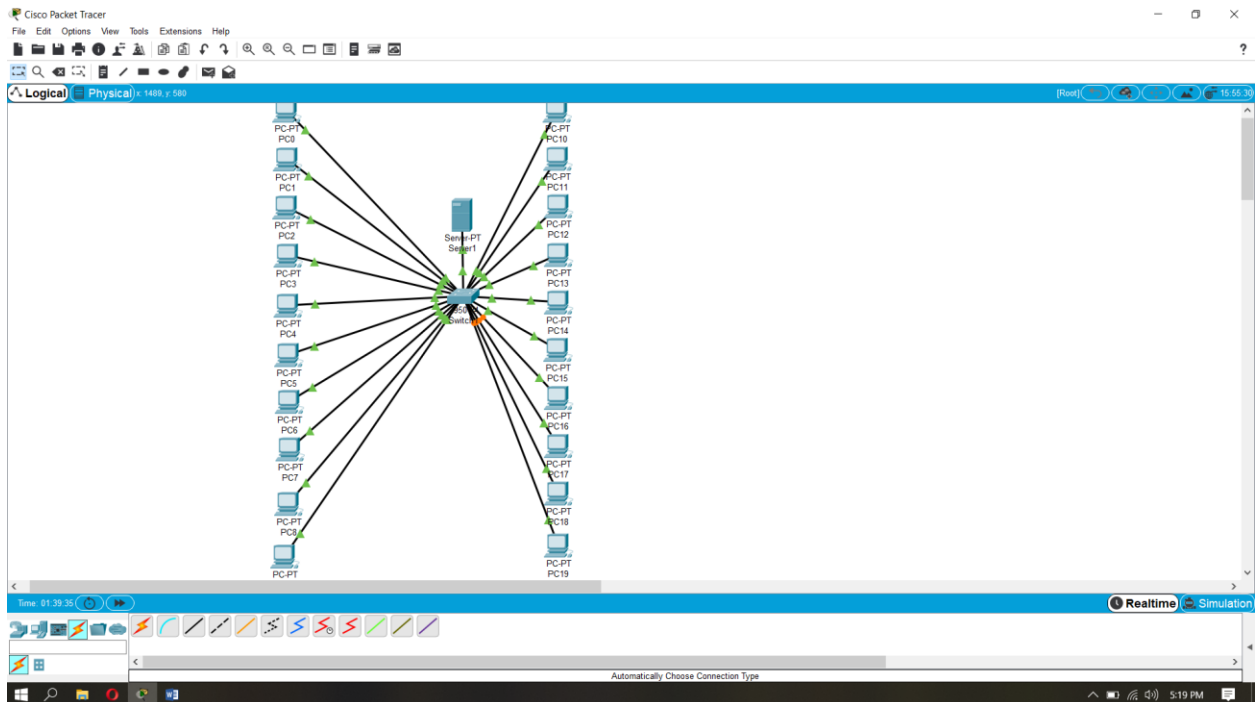 Cisco Packet Tracer
File Edit Options View Tools Extensions Help
?
Logical Physical x: 1489, y: 580 [Root] 15:55:30
PC-PT
PC0
PC-PT
PC1
PC-PT
PC2
PC-PT
PC3
PC-PT
PC4
PC-PT
PC5
PC-PT
PC6
PC-PT
PC7
PC-PT
PC8
PC-PT
Server-PT
Server1
Switch
PC-PT
PC10
PC-PT
PC11
PC-PT
PC12
PC-PT
PC13
PC-PT
PC14
PC-PT
PC15
PC-PT
PC16
PC-PT
PC17
PC-PT
PC18
PC-PT
PC19
Time: 01:39:35 Realtime Simulation
Automatically Choose Connection Type
5:19 PM